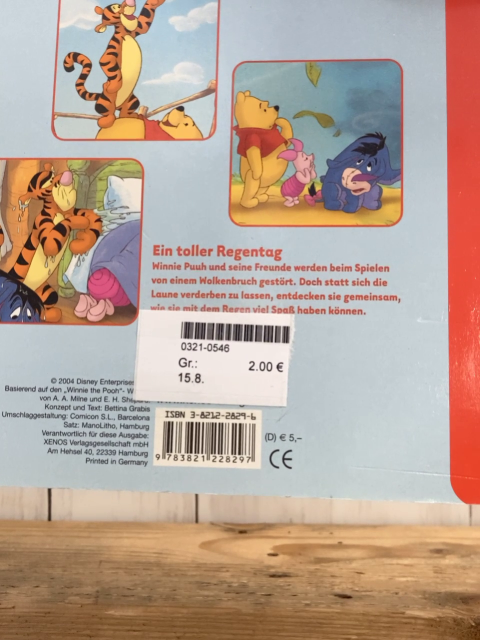 Ein toller Regentag
Winnie Puuh und seine Freunde werden beim Spielen
von einem Wolkenbruch gestört. Doch statt sich die
Laune verderben zu lassen, entdecken sie gemeinsam,
wie sie mit dem Regen viel Spaß haben können.
0321-0546
Gr.: 2.00 €
15.8.
© 2004 Disney Enterprises
Basierend auf den „Winnie the Pooh“- W
von A. A. Milne und E. H. Shepard
Konzept und Text: Bettina Grabis
Umschlaggestaltung: Comicon S.L., Barcelona
Satz: ManoLitho, Hamburg
Verantwortlich für diese Ausgabe:
XENOS Verlagsgesellschaft mbH
Am Hehsel 40, 22339 Hamburg
Printed in Germany
ISBN 3-8212-2829-6
9 783821 228297
(D) € 5,–
CE